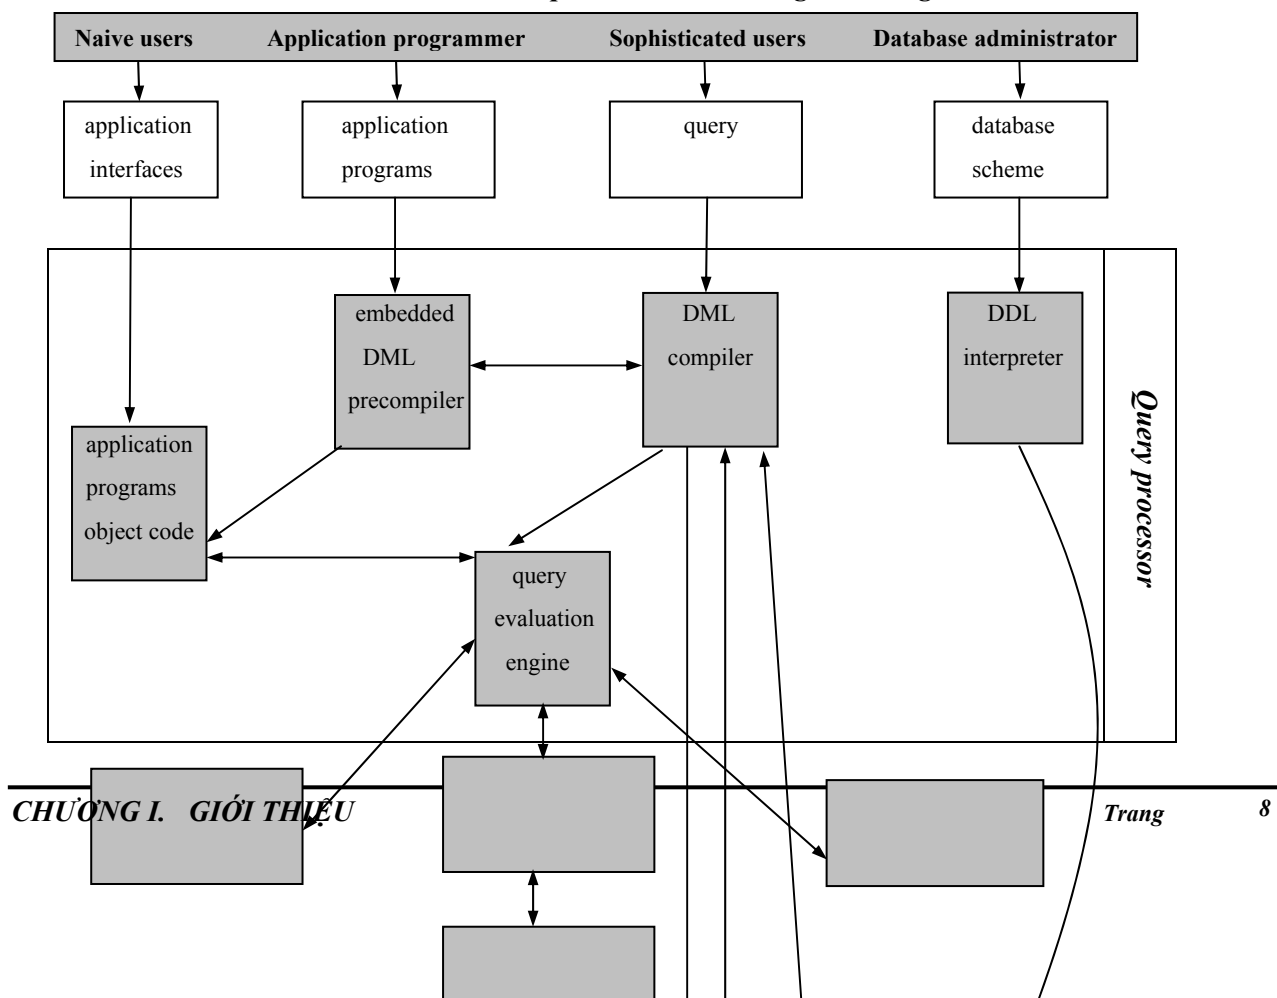 Naive users Application programmer Sophisticated users Database administrator
application
interfaces
application
programs
query
database
scheme
embedded
DML
precompiler
DML
compiler
DDL
interpreter
Query processor
application
programs
object code
query
evaluation
engine
CHƯƠNG I. GIỚI THIỆU Trang 8